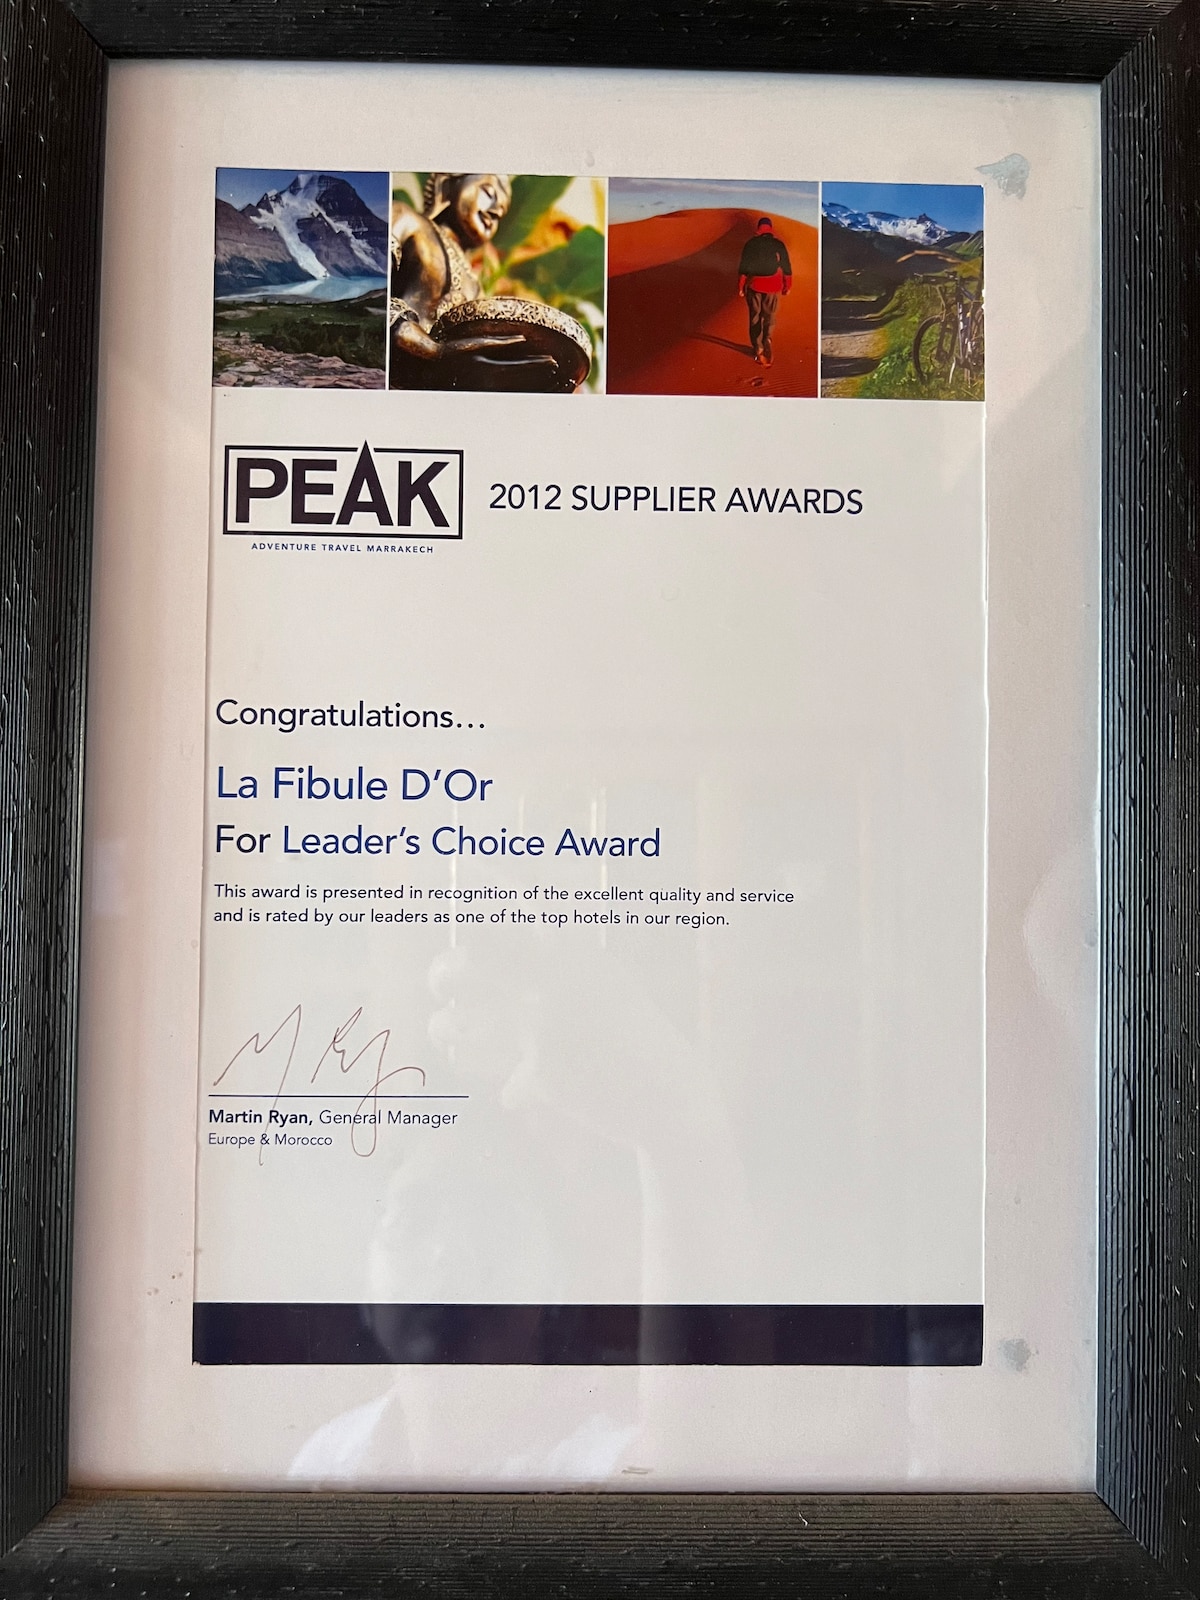 PEAK
ADVENTURE TRAVEL MARRAKECH
2012 SUPPLIER AWARDS
Congratulations...
La Fibule D'Or
For Leader's Choice Award
This award is presented in recognition of the excellent quality and service
and is rated by our leaders as one of the top hotels in our region.
Martin Ryan, General Manager
Europe & Morocco